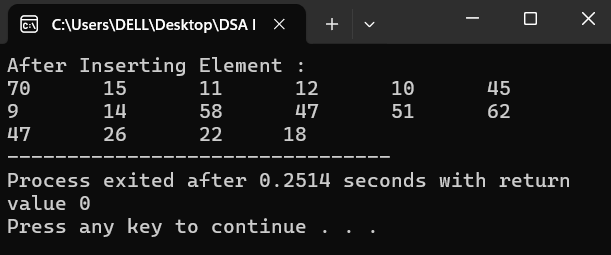 C:\Users\DELL\Desktop\DSA I
After Inserting Element :
70 15 11 12 10 45
9 14 58 47 51 62
47 26 22 18
--------------------------------
Process exited after 0.2514 seconds with return
value 0
Press any key to continue . . .